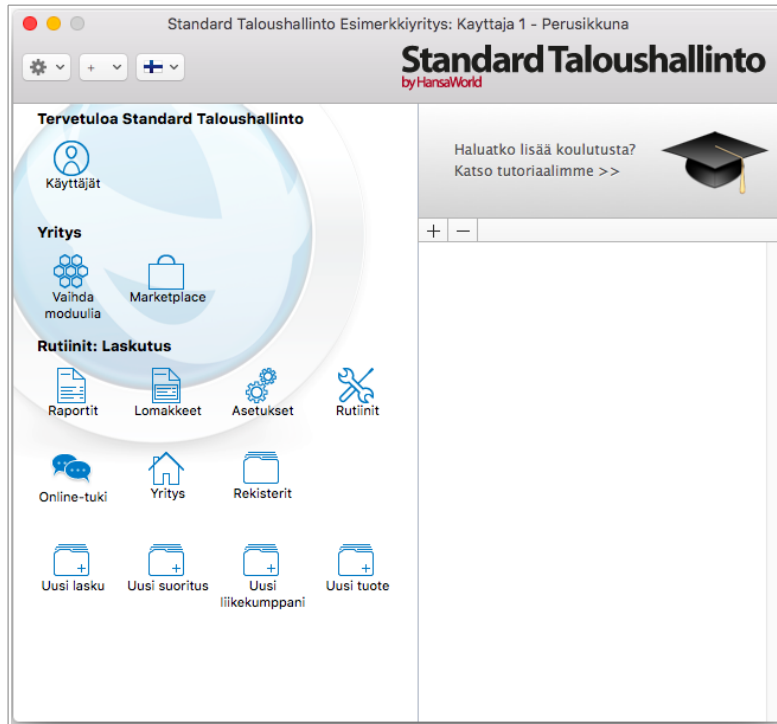 Standard Taloushallinto Esimerkkiyritys: Kayttaja 1 - Perusikkuna
Standard Taloushallinto
by HansaWorld
Tervetuloa Standard Taloushallinto
Käyttäjät
Haluatko lisää koulutusta?
Katso tutoriaalimme >>
+ −
Yritys
Vaihda
moduulia
Marketplace
Rutiinit: Laskutus
Raportit Lomakkeet Asetukset Rutiinit
Online-tuki Yritys Rekisterit
Uusi lasku Uusi suoritus Uusi
liikekumppani
Uusi tuote